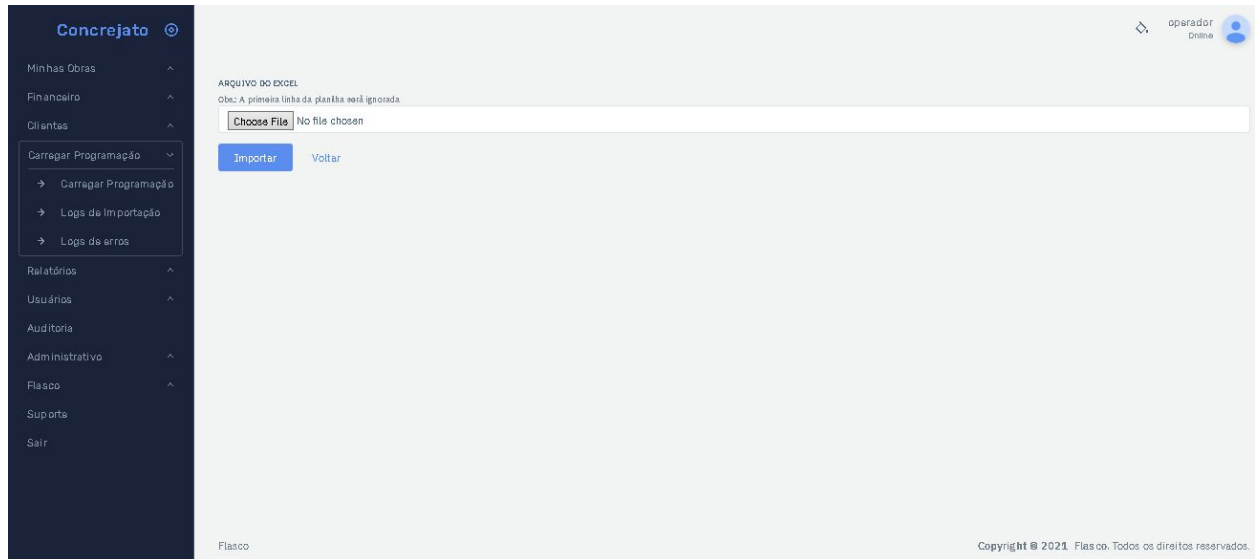 Concrejato
operador
Online
Minhas Obras
Financeiro
Clientes
Carregar Programação
Carregar Programação
Logs de Importação
Logs de erros
Relatórios
Usuários
Auditoria
Administrativo
Flasco
Suporte
Sair
ARQUIVO DO EXCEL
Obs.: A primeira linha da planilha será ignorada
Choose File No file chosen
Importar Voltar
Flasco
Copyright © 2021 Flasco. Todos os direitos reservados.